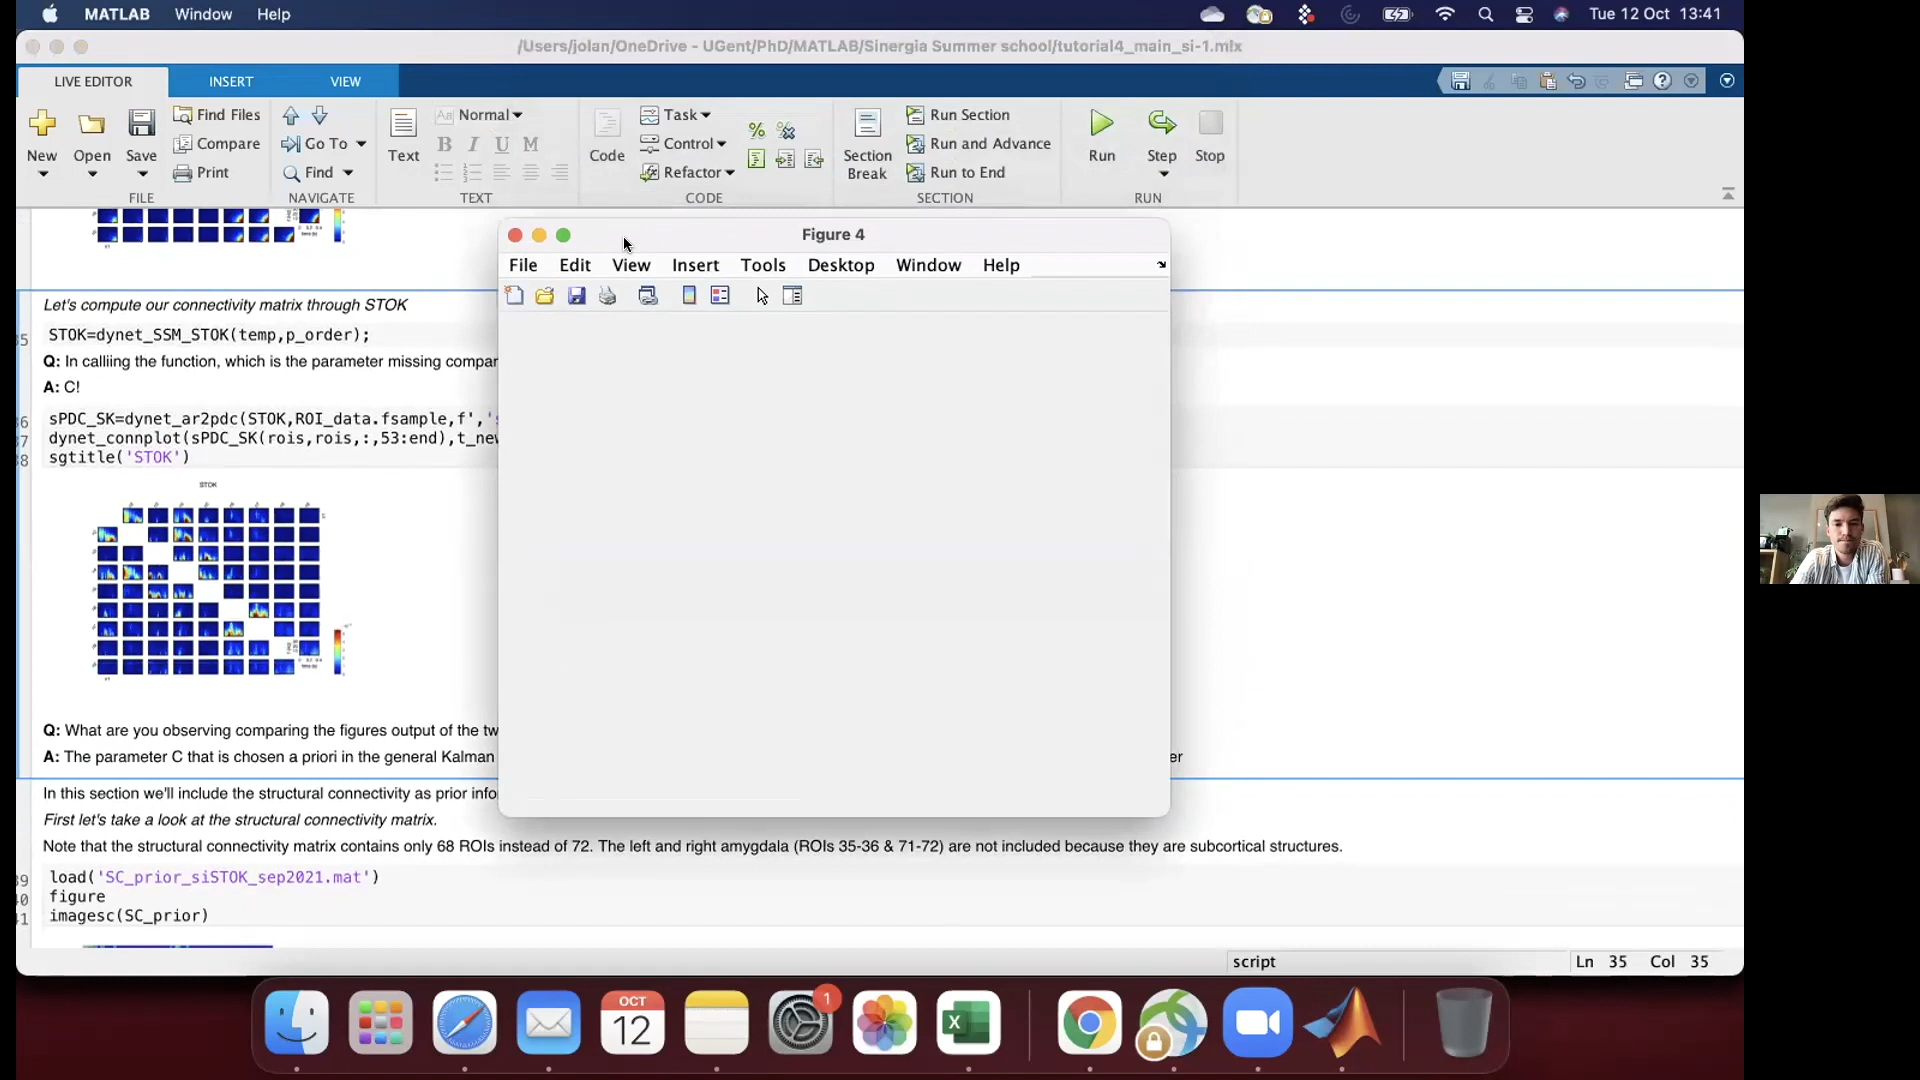 MATLAB Window Help Tue 12 Oct 13:41
/Users/jolan/OneDrive - UGent/PhD/MATLAB/Sinergia Summer school/tutorial4_main_si-1.mlx
LIVE EDITOR INSERT VIEW
New Open Save Find Files Compare Print
FILE
Go To Find
NAVIGATE
Text Aa Normal B I U M
TEXT
Code Task Control Refactor
CODE
Section Break Run Section Run and Advance Run to End
SECTION
Run Step Stop
RUN
Figure 4
File Edit View Insert Tools Desktop Window Help
Let's compute our connectivity matrix through STOK
STOK=dynet_SSM_STOK(temp,p_order);
Q: In calliing the function, which is the parameter missing compar
A: C!
sPDC_SK=dynet_ar2pdc(STOK,ROI_data.fsample,f','s
dynet_connplot(sPDC_SK(rois,rois,:,53:end),t_new
sgtitle('STOK')
STOK
Q: What are you observing comparing the figures output of the tw
A: The parameter C that is chosen a priori in the general Kalman er
In this section we'll include the structural connectivity as prior info
First let's take a look at the structural connectivity matrix.
Note that the structural connectivity matrix contains only 68 ROIs instead of 72. The left and right amygdala (ROIs 35-36 & 71-72) are not included because they are subcortical structures.
load('SC_prior_siSTOK_sep2021.mat')
figure
imagesc(SC_prior)
script Ln 35 Col 35
OCT
12
1